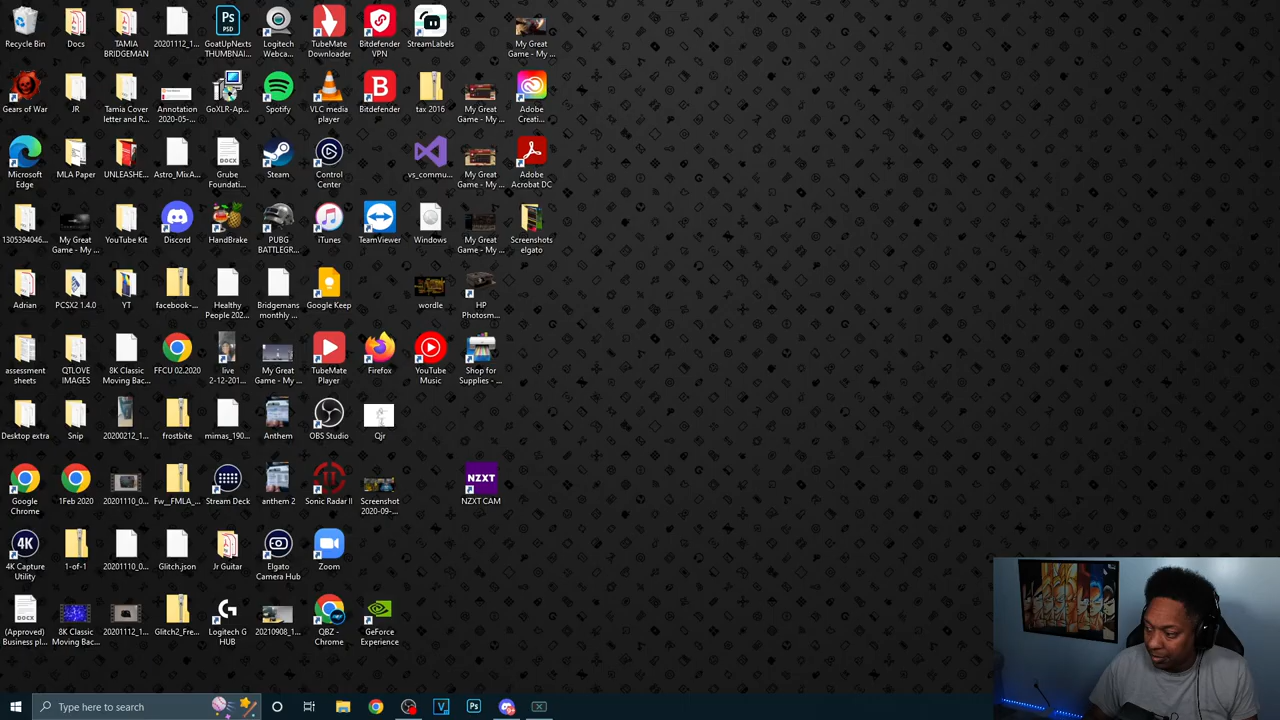 Recycle Bin
Docs
TAMIA
BRIDGEMAN
20201112_1...
Ps
PSD
GoatUpNexts
THUMBNAI...
Logitech
Webca...
TubeMate
Downloader
Bitdefender
VPN
StreamLabels
My Great
Game - My ...
Gears of War
JR
Tamia Cover
letter and R...
Annotation
2020-05-...
GoXLR-Ap...
Spotify
VLC media
player
B
Bitdefender
tax 2016
My Great
Game - My ...
Adobe
Creati...
Microsoft
Edge
MLA Paper
UNLEASHE...
Astro_MixA...
DOCX
Grube
Foundati...
Steam
Control
Center
vs_commu...
My Great
Game - My ...
Adobe
Acrobat DC
1305394046...
My Great
Game - My ...
YouTube Kit
Discord
HandBrake
PUBG
BATTLEGR...
iTunes
TeamViewer
Windows
My Great
Game - My ...
Screenshots
elgato
Adrian
PCSX2 1.4.0
YT
facebook-...
Healthy
People 202...
Bridgemans
monthly ...
Google Keep
wordle
HP
Photosm...
assessment
sheets
QTLOVE
IMAGES
8K Classic
Moving Bac...
FFCU 02.2020
live
2-12-201...
My Great
Game - My ...
TubeMate
Player
Firefox
YouTube
Music
Shop for
Supplies - ...
Desktop extra
Snip
20200212_1...
frostbite
mimas_190...
Anthem
OBS Studio
Qjr
Google
Chrome
1Feb 2020
20201110_0...
Fw__FMLA_...
Stream Deck
anthem 2
Sonic Radar II
Screenshot
2020-09-...
NZXT
NZXT CAM
4K
4K Capture
Utility
1-of-1
20201110_0...
Glitch.json
Jr Guitar
Elgato
Camera Hub
Zoom
DOCX
(Approved)
Business pl...
8K Classic
Moving Bac...
20201112_1...
Glitch2_Fre...
Logitech G
HUB
20210908_1...
QBZ -
Chrome
GeForce
Experience
Type here to search
Ps